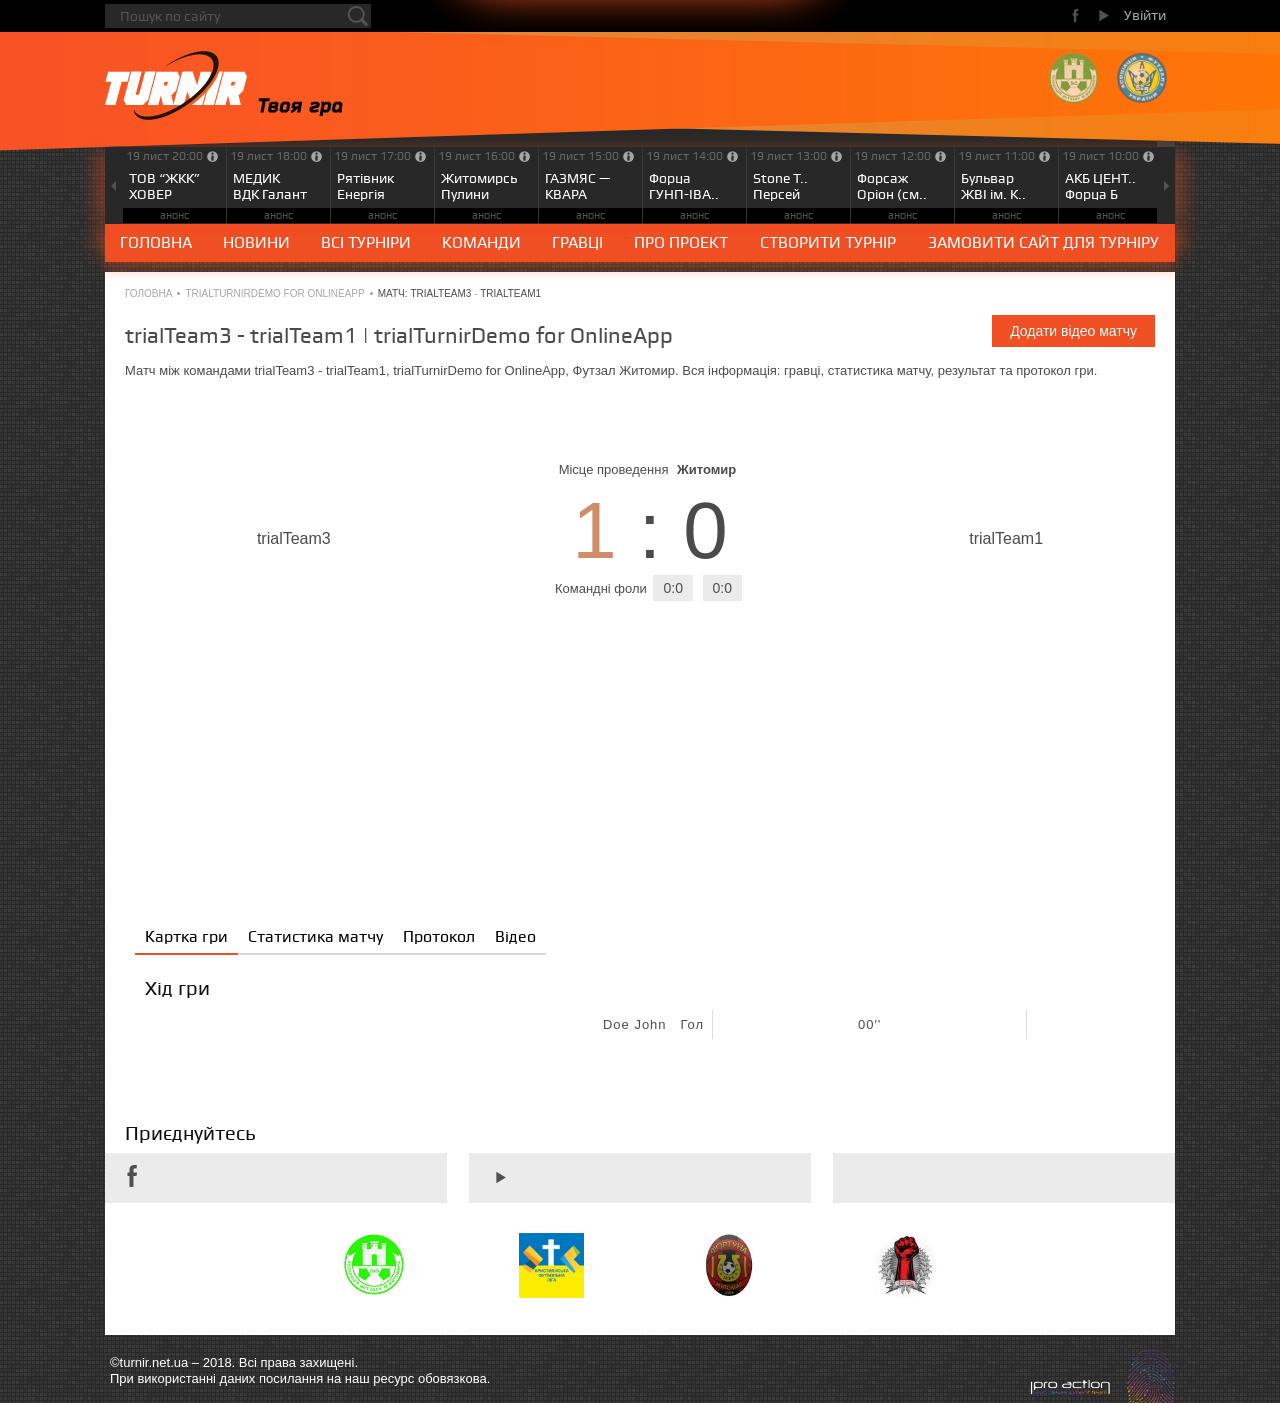 Пошук по сайту
Увійти
TURNIR
Твоя гра
19 лист 20:00
ТОВ “ЖКК”
ХОВЕР
анонс
19 лист 18:00
МЕДИК
ВДК Галант
анонс
19 лист 17:00
Рятівник
Енергія
анонс
19 лист 16:00
Житомирсь
Пулини
анонс
19 лист 15:00
ГАЗМЯС —
КВАРА
анонс
19 лист 14:00
Форца
ГУНП-ІВА..
анонс
19 лист 13:00
Stone T..
Персей
анонс
19 лист 12:00
Форсаж
Оріон (см..
анонс
19 лист 11:00
Бульвар
ЖВІ ім. К..
анонс
19 лист 10:00
АКБ ЦЕНТ..
Форца Б
анонс
ГОЛОВНА НОВИНИ ВСІ ТУРНІРИ КОМАНДИ ГРАВЦІ ПРО ПРОЕКТ СТВОРИТИ ТУРНІР ЗАМОВИТИ САЙТ ДЛЯ ТУРНІРУ
ГОЛОВНА • TRIALTURNIRDEMO FOR ONLINEAPP • МАТЧ: TRIALTEAM3 - TRIALTEAM1
trialTeam3 - trialTeam1 | trialTurnirDemo for OnlineApp
Додати відео матчу
Матч між командами trialTeam3 - trialTeam1, trialTurnirDemo for OnlineApp, Футзал Житомир. Вся інформація: гравці, статистика матчу, результат та протокол гри.
Місце проведення Житомир
trialTeam3
1 : 0
trialTeam1
Командні фоли 0:0 0:0
Картка гри Статистика матчу Протокол Відео
Хід гри
Doe John Гол 00''
Приєднуйтесь
©turnir.net.ua – 2018. Всі права захищені.
При використанні даних посилання на наш ресурс обовязкова.
pro action